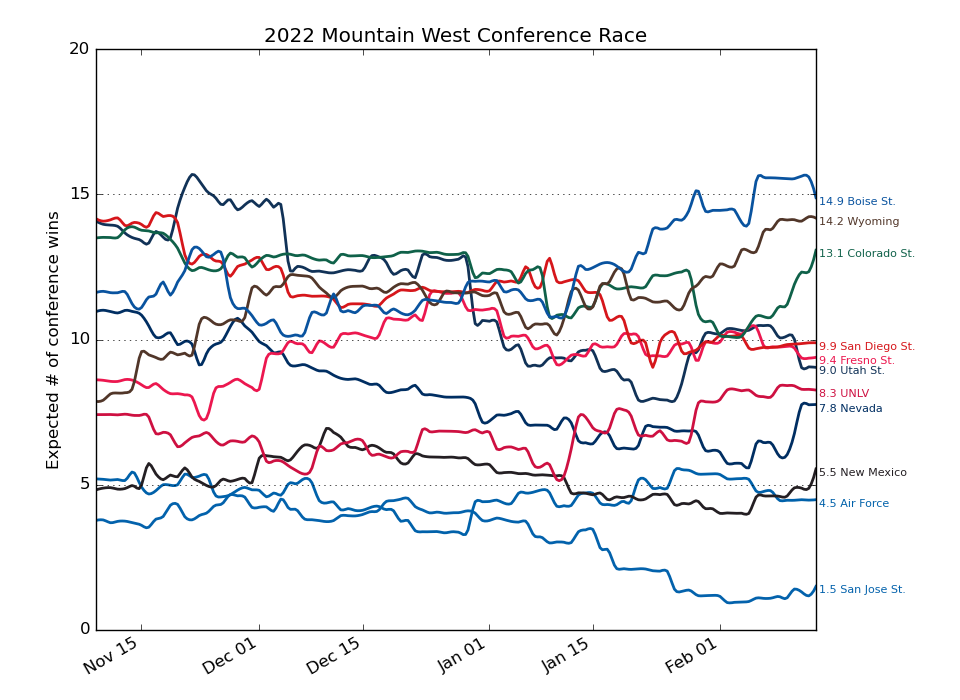 2022 Mountain West Conference Race
Expected # of conference wins
20
15
10
5
0
Nov 15
Dec 01
Dec 15
Jan 01
Jan 15
Feb 01
14.9 Boise St.
14.2 Wyoming
13.1 Colorado St.
9.9 San Diego St.
9.4 Fresno St.
9.0 Utah St.
8.3 UNLV
7.8 Nevada
5.5 New Mexico
4.5 Air Force
1.5 San Jose St.